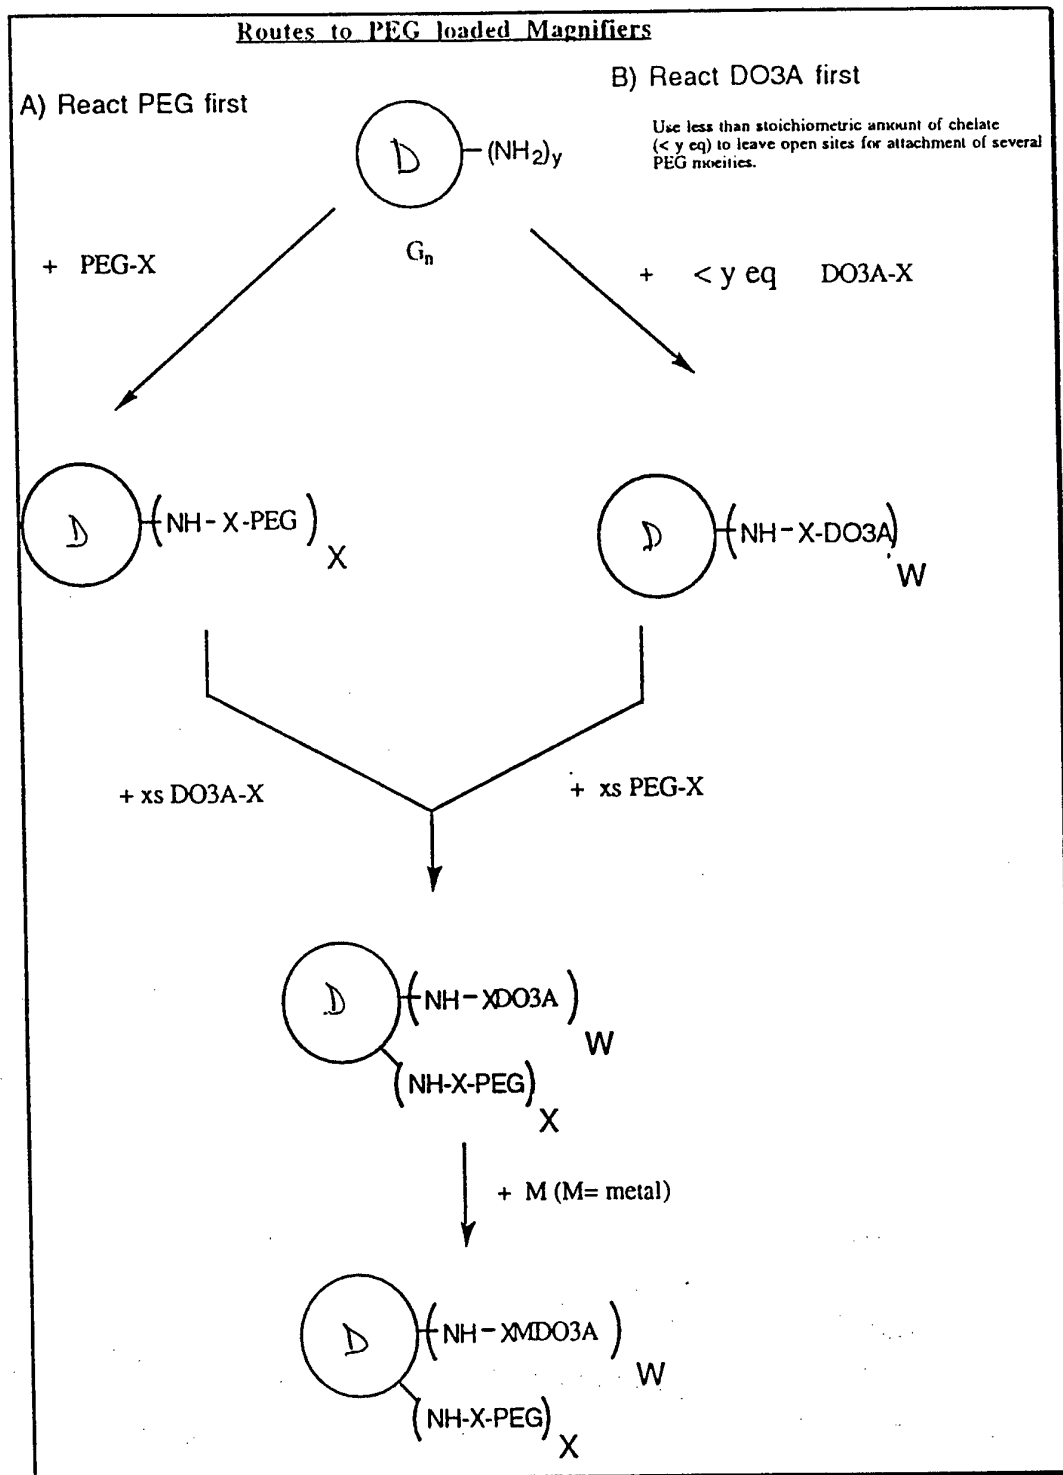 Routes to PEG loaded Magnifiers
A) React PEG first
B) React DO3A first
Use less than stoichiometric amount of chelate
(< y eq) to leave open sites for attachment of several
PEG moeities.
D
(NH2)y
Gn
+ PEG-X
+ < y eq DO3A-X
D
(NH - X-PEG)
X
D
(NH - X-DO3A)
W
+ xs DO3A-X
+ xs PEG-X
D
(NH - XDO3A)
W
(NH-X-PEG)
X
+ M (M= metal)
D
(NH - XMDO3A)
W
(NH-X-PEG)
X